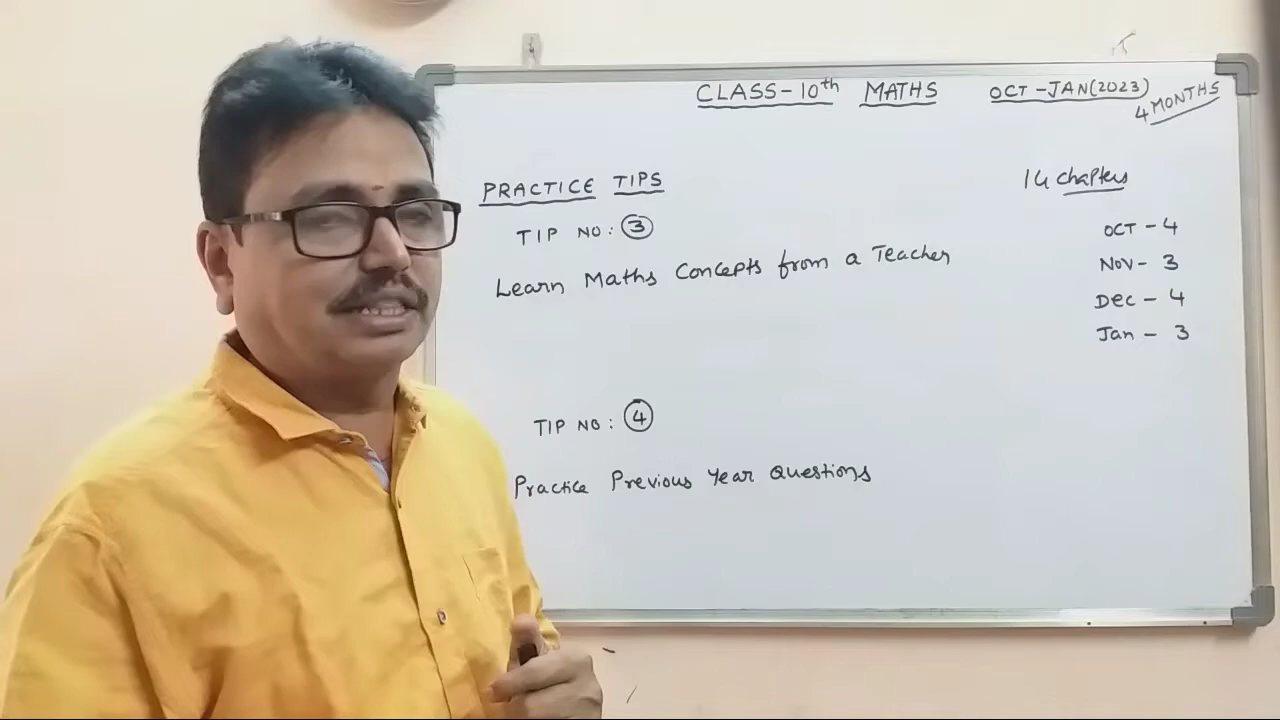 CLASS-10th MATHS OCT-JAN(2023)
4 MONTHS
PRACTICE TIPS
14 chapters
TIP NO: 3
Learn Maths Concepts from a Teacher
OCT - 4
NOV - 3
Dec - 4
Jan - 3
TIP NO: 4
Practice Previous Year Questions